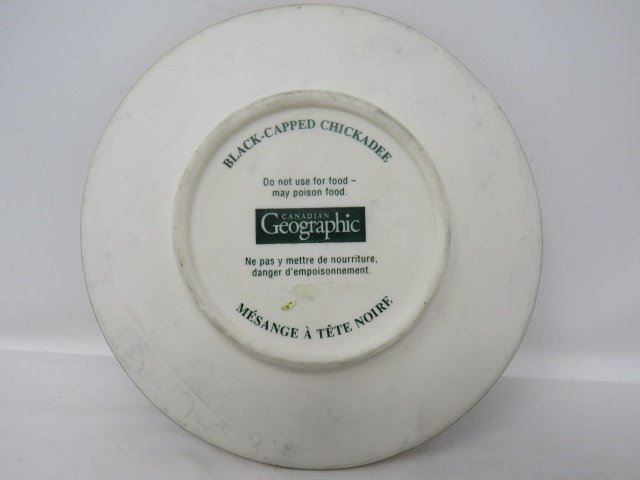 BLACK-CAPPED CHICKADEE
Do not use for food –
may poison food.
CANADIAN
Geographic
Ne pas y mettre de nourriture,
danger d'empoisonnement.
MÉSANGE À TÊTE NOIRE